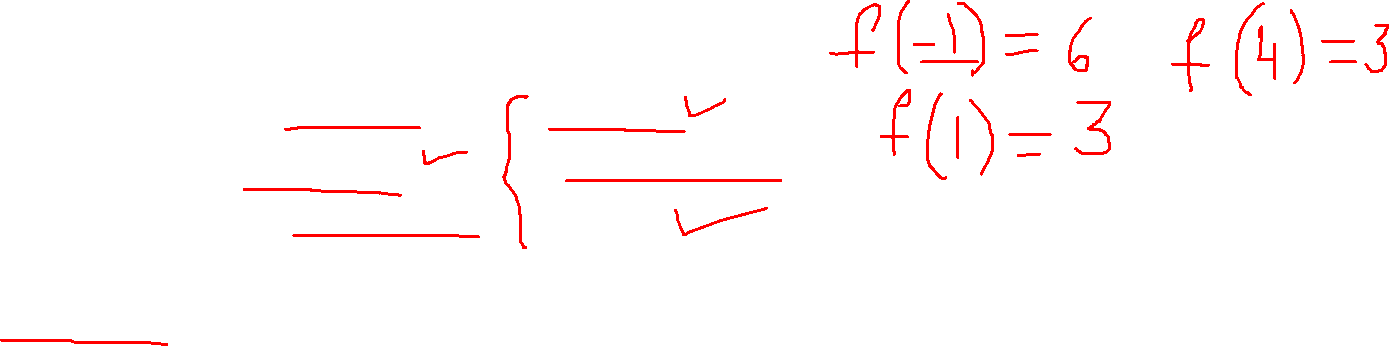 f(-1) = 6 f(4) = 3
f(1) = 3